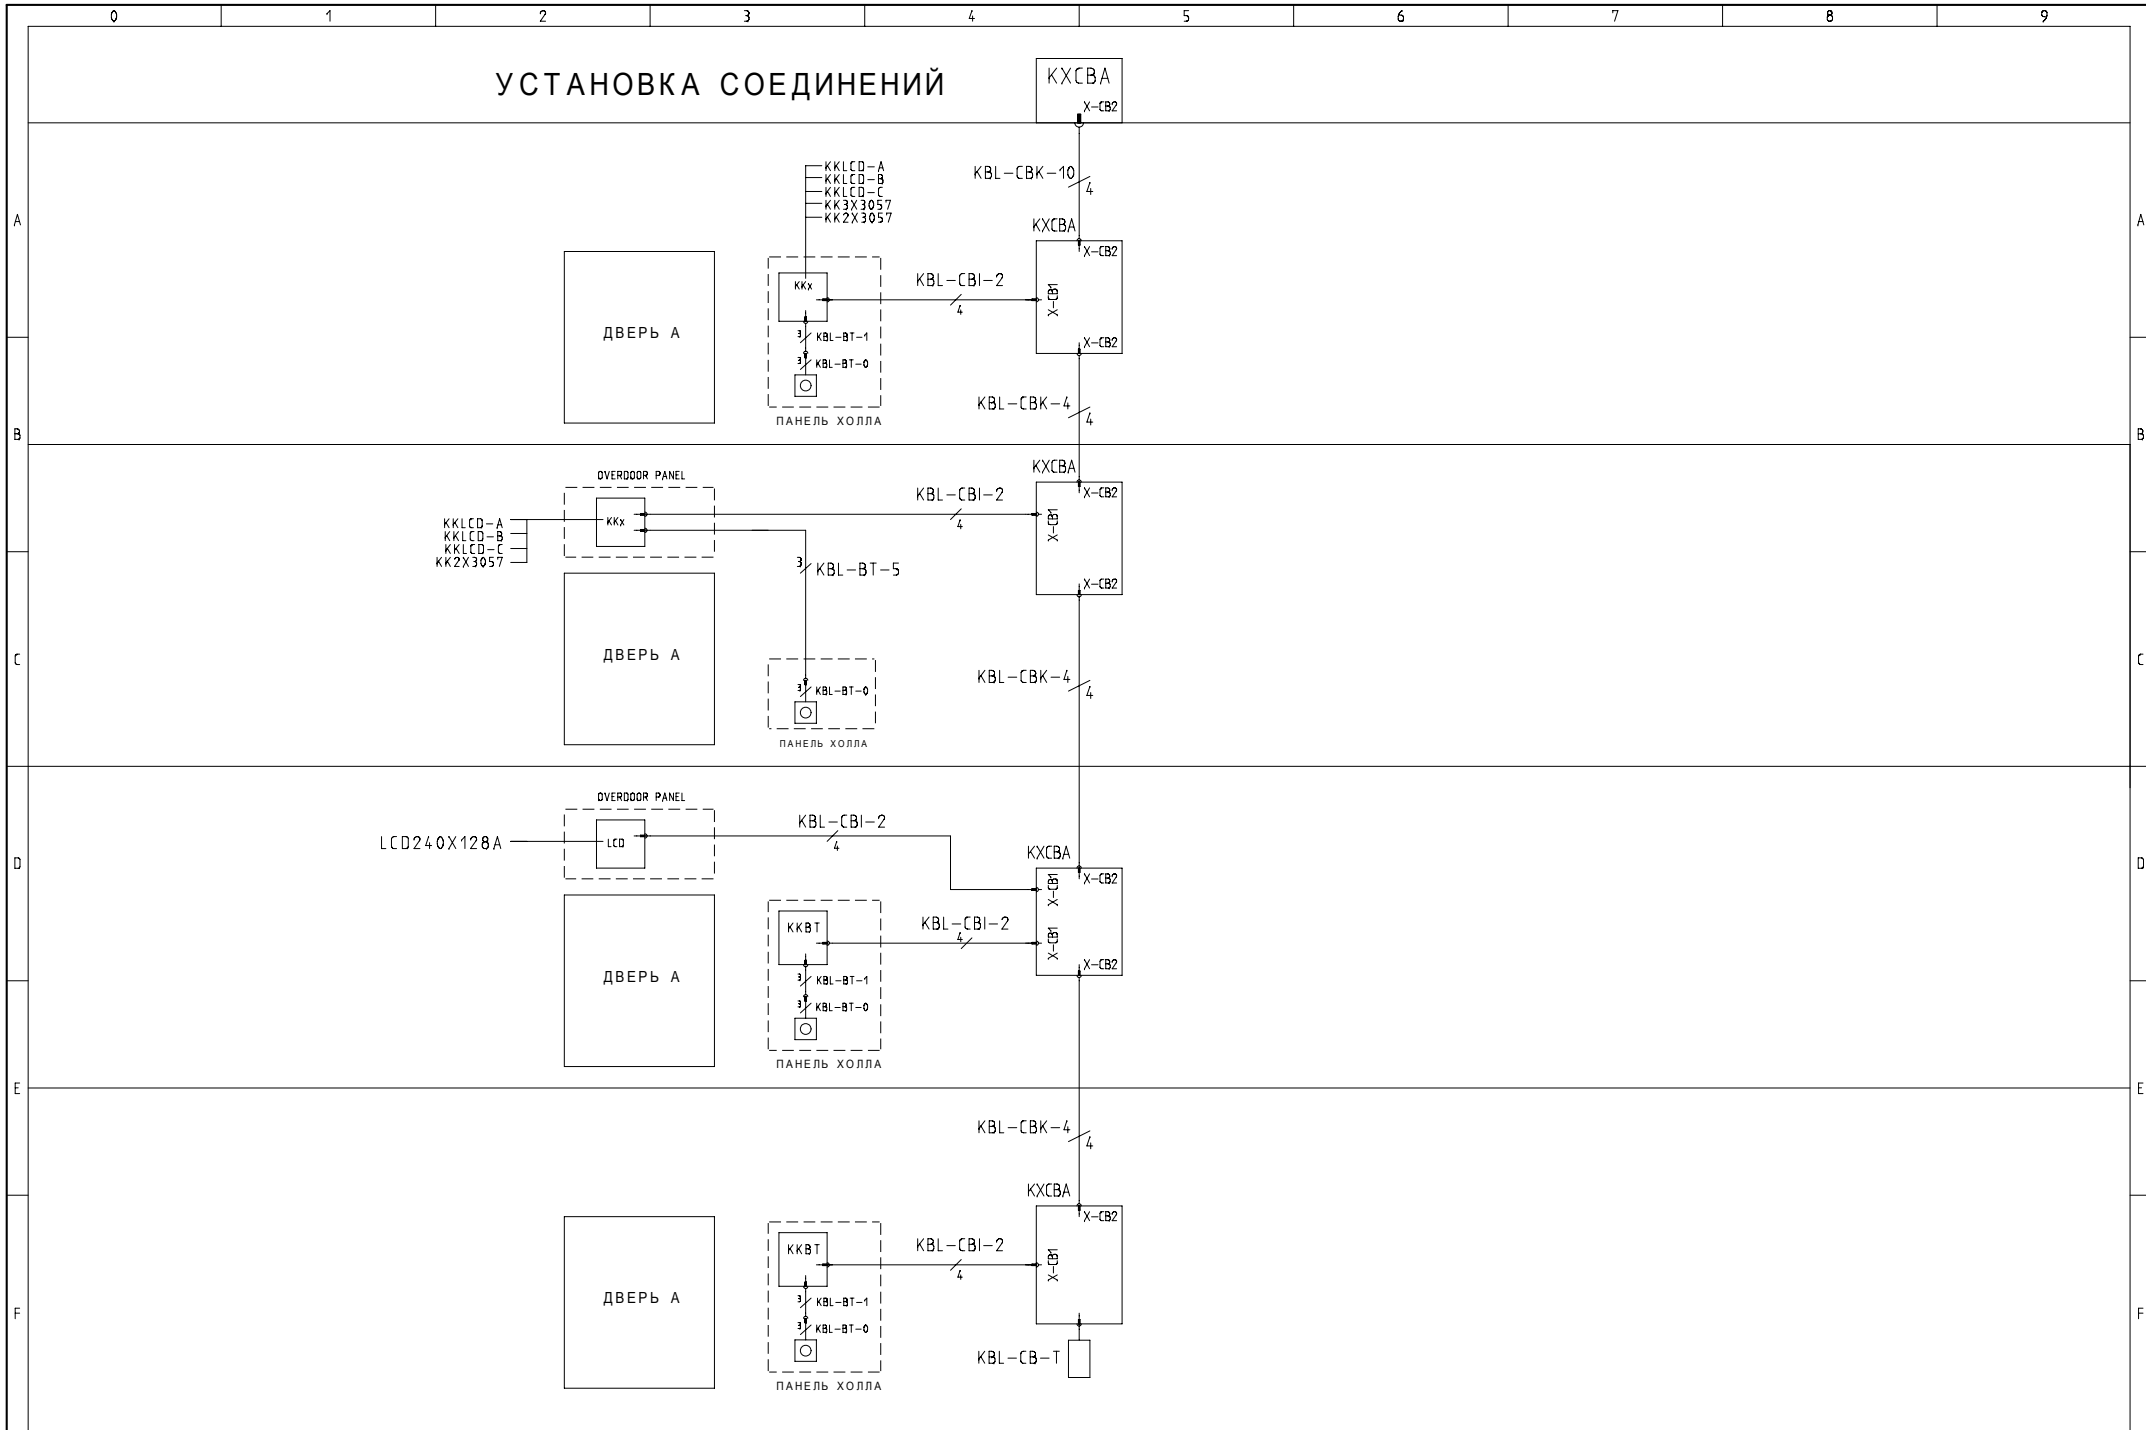 0 1 2 3 4 5 6 7 8 9
УСТАНОВКА СОЕДИНЕНИЙ
KXCBA
X-CB2
KBL-CBK-10
4
KKLCD-A
KKLCD-B
KKLCD-C
KK3X3057
KK2X3057
A
A
KXCBA
X-CB2
KKx
KBL-CBI-2
4
X-CB1
ДВЕРЬ А
3 KBL-BT-1
X-CB2
3 KBL-BT-0
ПАНЕЛЬ ХОЛЛА
KBL-CBK-4
4
B
B
OVERDOOR PANEL
KXCBA
X-CB2
KKLCD-A
KKLCD-B
KKLCD-C
KK2X3057
KKx
KBL-CBI-2
4
X-CB1
3 KBL-BT-5
X-CB2
ДВЕРЬ А
C
C
KBL-CBK-4
4
3 KBL-BT-0
ПАНЕЛЬ ХОЛЛА
OVERDOOR PANEL
LCD240X128A
LCD
KBL-CBI-2
4
D
D
KXCBA
X-CB2
X-CB1
KKBT
KBL-CBI-2
4
X-CB1
X-CB2
ДВЕРЬ А
3 KBL-BT-1
3 KBL-BT-0
ПАНЕЛЬ ХОЛЛА
E
E
KBL-CBK-4
4
KXCBA
X-CB2
KKBT
KBL-CBI-2
4
X-CB1
ДВЕРЬ А
3 KBL-BT-1
3 KBL-BT-0
F
F
KBL-CB-T
ПАНЕЛЬ ХОЛЛА